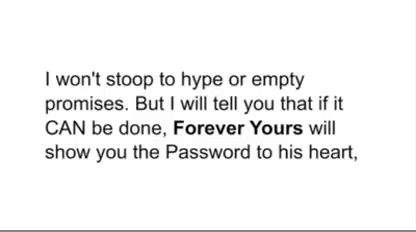 I won't stoop to hype or empty
promises. But I will tell you that if it
CAN be done, Forever Yours will
show you the Password to his heart,